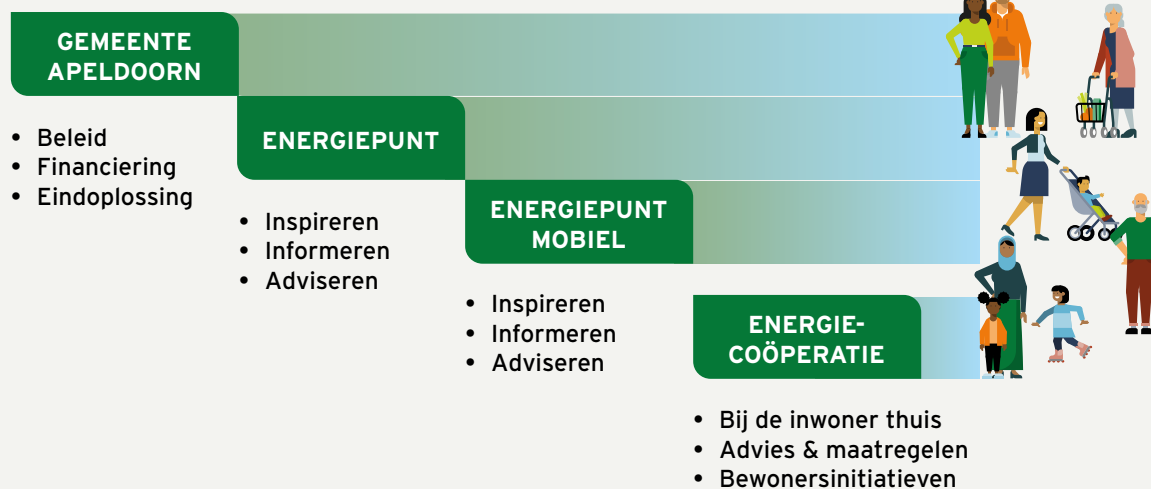 GEMEENTE
APELDOORN
• Beleid
• Financiering
• Eindoplossing
ENERGIEPUNT
• Inspireren
• Informeren
• Adviseren
ENERGIEPUNT
MOBIEL
• Inspireren
• Informeren
• Adviseren
ENERGIE-
COÖPERATIE
• Bij de inwoner thuis
• Advies & maatregelen
• Bewonersinitiatieven